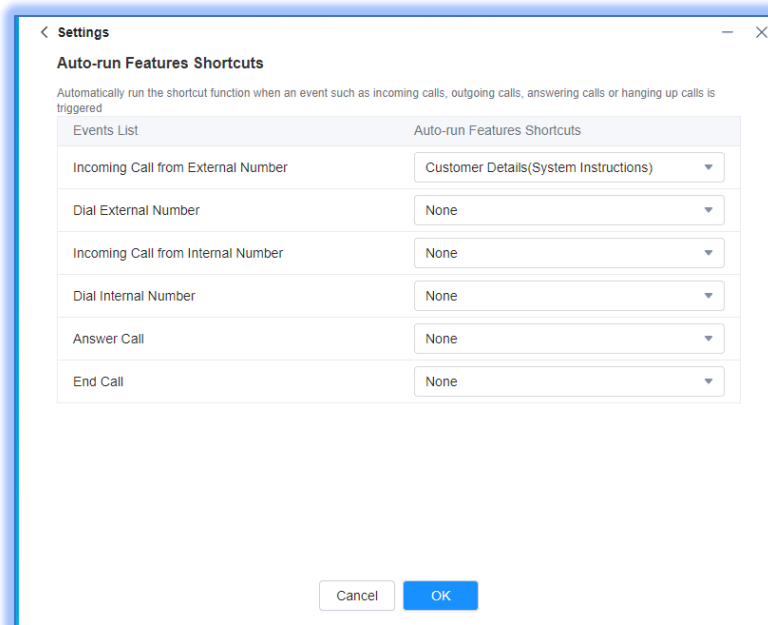 Settings
Auto-run Features Shortcuts
Automatically run the shortcut function when an event such as incoming calls, outgoing calls, answering calls or hanging up calls is
triggered
Events List Auto-run Features Shortcuts
Incoming Call from External Number Customer Details(System Instructions)
Dial External Number None
Incoming Call from Internal Number None
Dial Internal Number None
Answer Call None
End Call None
Cancel OK